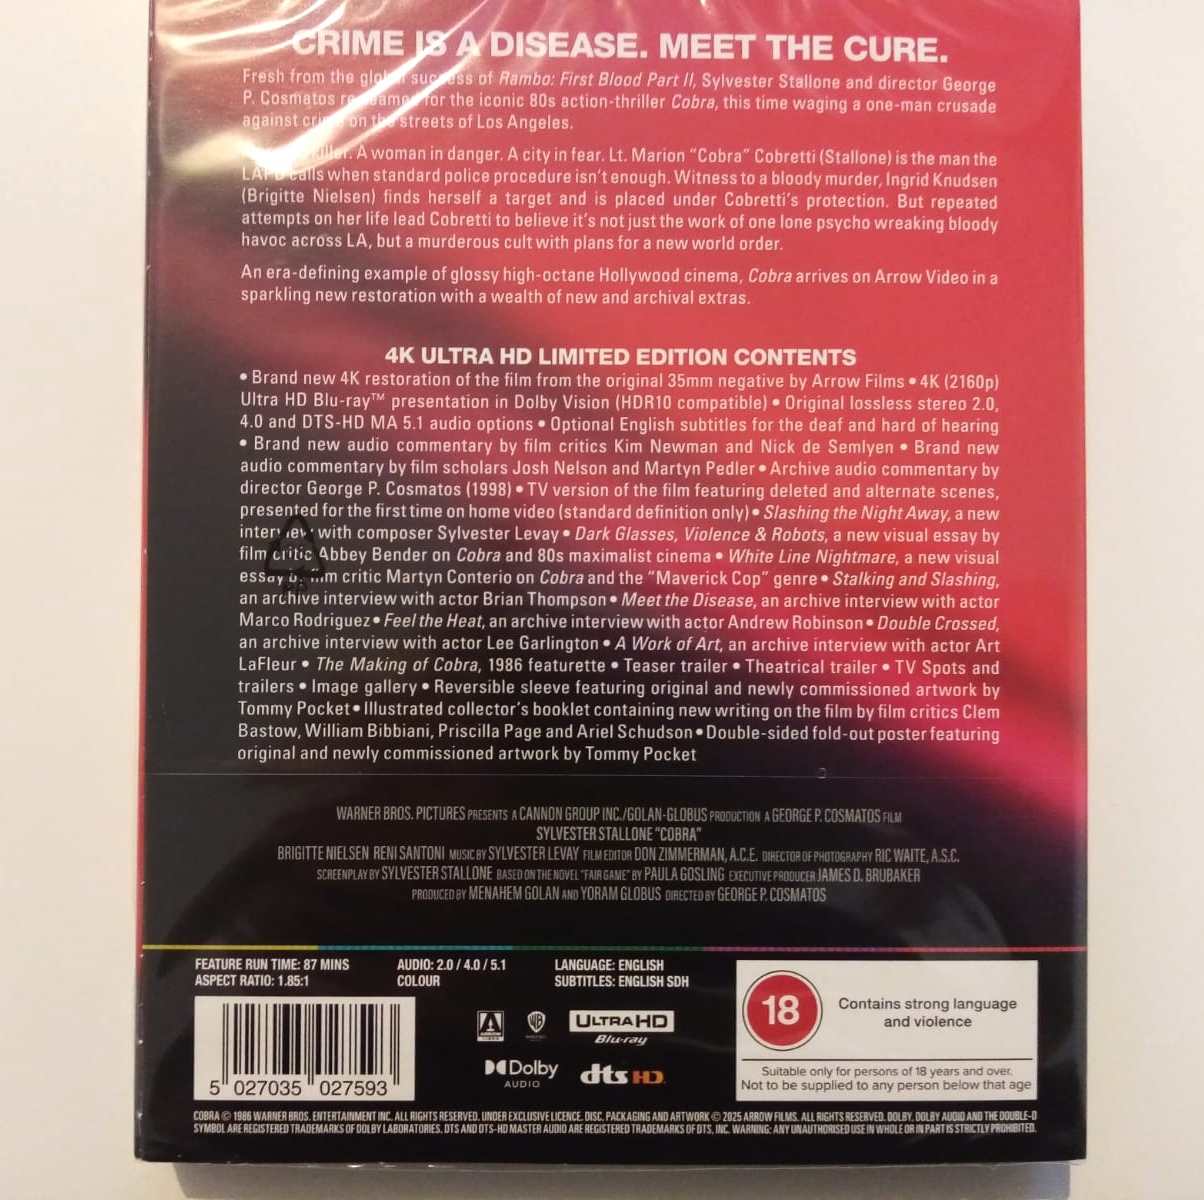 CRIME IS A DISEASE. MEET THE CURE.
Fresh from the global success of Rambo: First Blood Part II, Sylvester Stallone and director George
P. Cosmatos reteamed for the iconic 80s action-thriller Cobra, this time waging a one-man crusade
against crime on the streets of Los Angeles.
killer. A woman in danger. A city in fear. Lt. Marion “Cobra” Cobretti (Stallone) is the man the
LAPD calls when standard police procedure isn’t enough. Witness to a bloody murder, Ingrid Knudsen
(Brigitte Nielsen) finds herself a target and is placed under Cobretti’s protection. But repeated
attempts on her life lead Cobretti to believe it’s not just the work of one lone psycho wreaking bloody
havoc across LA, but a murderous cult with plans for a new world order.
An era-defining example of glossy high-octane Hollywood cinema, Cobra arrives on Arrow Video in a
sparkling new restoration with a wealth of new and archival extras.
4K ULTRA HD LIMITED EDITION CONTENTS
• Brand new 4K restoration of the film from the original 35mm negative by Arrow Films • 4K (2160p)
Ultra HD Blu-ray™ presentation in Dolby Vision (HDR10 compatible) • Original lossless stereo 2.0,
4.0 and DTS-HD MA 5.1 audio options • Optional English subtitles for the deaf and hard of hearing
• Brand new audio commentary by film critics Kim Newman and Nick de Semlyen • Brand new
audio commentary by film scholars Josh Nelson and Martyn Pedler • Archive audio commentary by
director George P. Cosmatos (1998) • TV version of the film featuring deleted and alternate scenes,
presented for the first time on home video (standard definition only) • Slashing the Night Away, a new
interview with composer Sylvester Levay • Dark Glasses, Violence & Robots, a new visual essay by
film critic Abbey Bender on Cobra and 80s maximalist cinema • White Line Nightmare, a new visual
essay by film critic Martyn Conterio on Cobra and the “Maverick Cop” genre • Stalking and Slashing,
an archive interview with actor Brian Thompson • Meet the Disease, an archive interview with actor
Marco Rodriguez • Feel the Heat, an archive interview with actor Andrew Robinson • Double Crossed,
an archive interview with actor Lee Garlington • A Work of Art, an archive interview with actor Art
LaFleur • The Making of Cobra, 1986 featurette • Teaser trailer • Theatrical trailer • TV Spots and
trailers • Image gallery • Reversible sleeve featuring original and newly commissioned artwork by
Tommy Pocket • Illustrated collector’s booklet containing new writing on the film by film critics Clem
Bastow, William Bibbiani, Priscilla Page and Ariel Schudson • Double-sided fold-out poster featuring
original and newly commissioned artwork by Tommy Pocket
WARNER BROS. PICTURES PRESENTS A CANNON GROUP INC./GOLAN-GLOBUS PRODUCTION A GEORGE P. COSMATOS FILM
SYLVESTER STALLONE "COBRA"
BRIGITTE NIELSEN RENI SANTONI MUSIC BY SYLVESTER LEVAY FILM EDITOR DON ZIMMERMAN, A.C.E. DIRECTOR OF PHOTOGRAPHY RIC WAITE, A.S.C.
SCREENPLAY BY SYLVESTER STALLONE BASED ON THE NOVEL "FAIR GAME" BY PAULA GOSLING EXECUTIVE PRODUCER JAMES D. BRUBAKER
PRODUCED BY MENAHEM GOLAN AND YORAM GLOBUS DIRECTED BY GEORGE P. COSMATOS
FEATURE RUN TIME: 87 MINS
ASPECT RATIO: 1.85:1
AUDIO: 2.0 / 4.0 / 5.1
COLOUR
LANGUAGE: ENGLISH
SUBTITLES: ENGLISH SDH
5 027035 027593
ARROW
ULTRA HD
Blu-ray
Dolby
AUDIO
dts HD
18
Contains strong language
and violence
Suitable only for persons of 18 years and over.
Not to be supplied to any person below that age
COBRA © 1986 WARNER BROS. ENTERTAINMENT INC. ALL RIGHTS RESERVED. UNDER EXCLUSIVE LICENCE. DISC, PACKAGING AND ARTWORK © 2025 ARROW FILMS. ALL RIGHTS RESERVED. DOLBY, DOLBY AUDIO AND THE DOUBLE-D
SYMBOL ARE REGISTERED TRADEMARKS OF DOLBY LABORATORIES. DTS AND DTS-HD MASTER AUDIO ARE REGISTERED TRADEMARKS OF DTS, INC. WARNING: ANY UNAUTHORISED USE IN WHOLE OR IN PART IS STRICTLY PROHIBITED.